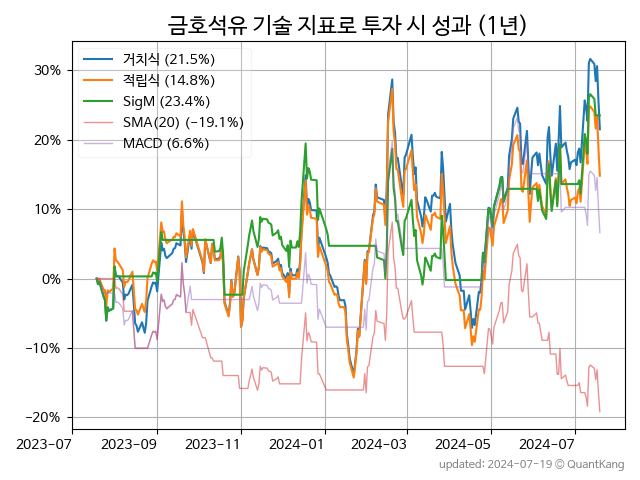 금호석유 기술 지표로 투자 시 성과 (1년)
거치식 (21.5%)
적립식 (14.8%)
SigM (23.4%)
SMA(20) (−19.1%)
MACD (6.6%)
30%
20%
10%
0%
−10%
−20%
2023-07 2023-09 2023-11 2024-01 2024-03 2024-05 2024-07
updated: 2024-07-19 © QuantKang